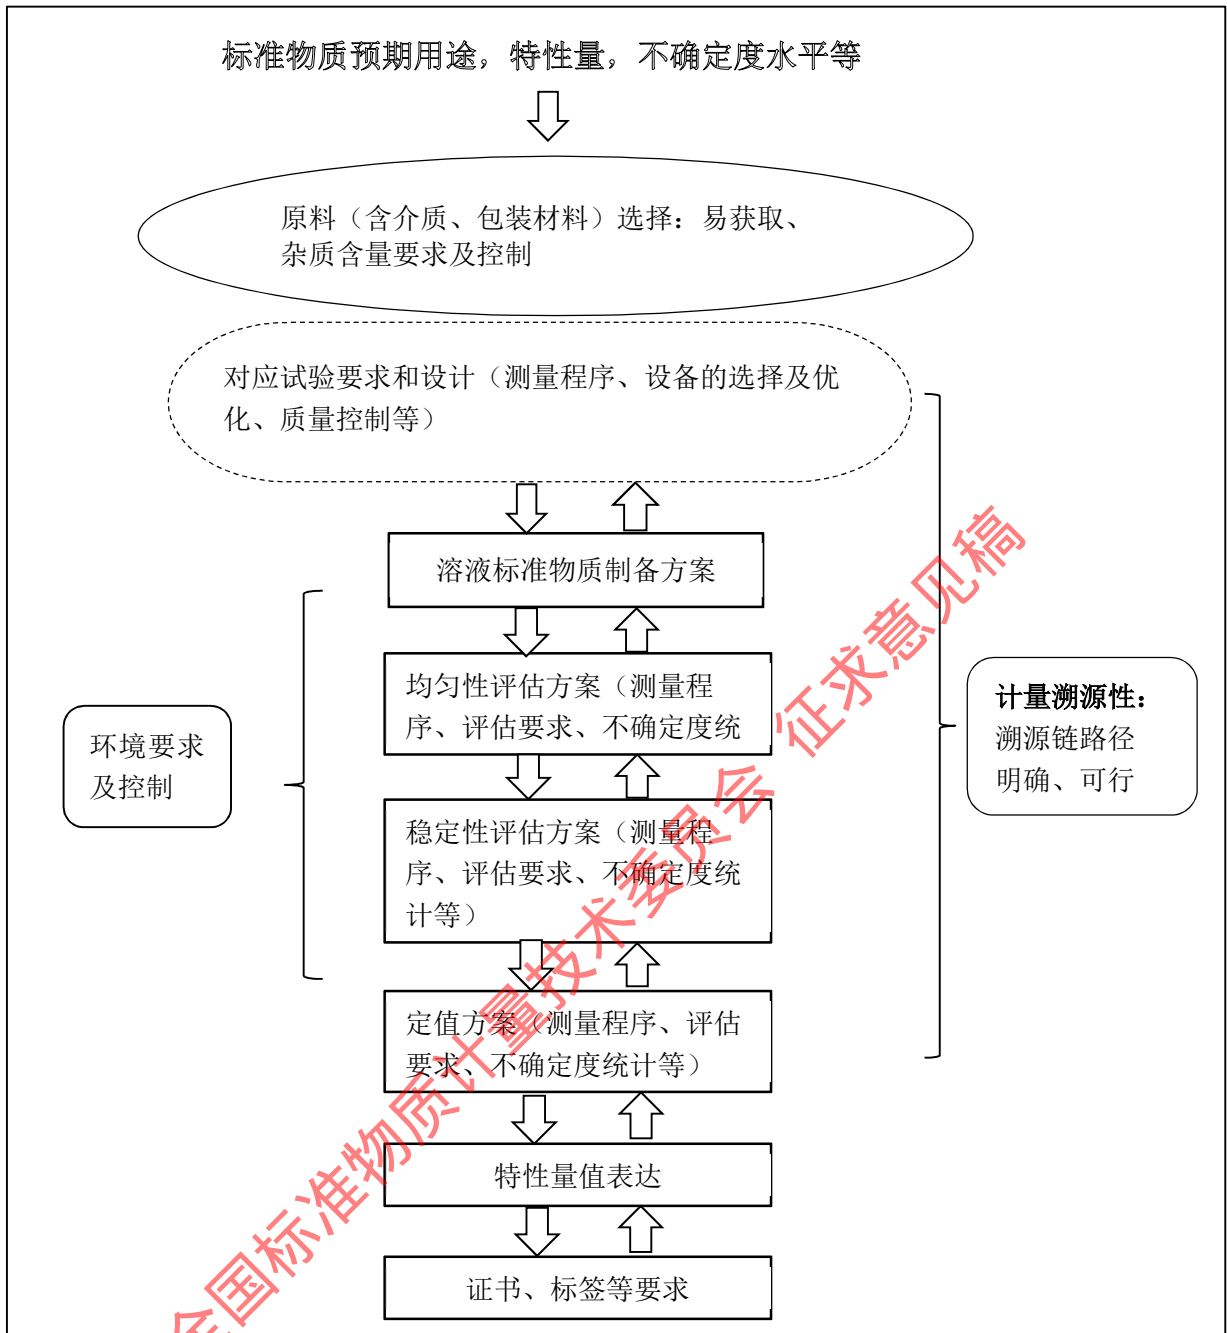 标准物质预期用途，特性量，不确定度水平等
原料（含介质、包装材料）选择：易获取、
杂质含量要求及控制
对应试验要求和设计（测量程序、设备的选择及优
化、质量控制等）
溶液标准物质制备方案
均匀性评估方案（测量程
序、评估要求、不确定度统
环境要求
及控制
计量溯源性：
溯源链路径
明确、可行
稳定性评估方案（测量程
序、评估要求、不确定度统
计等）
定值方案（测量程序、评估
要求、不确定度统计等）
特性量值表达
证书、标签等要求
全国标准物质计量技术委员会 征求意见稿